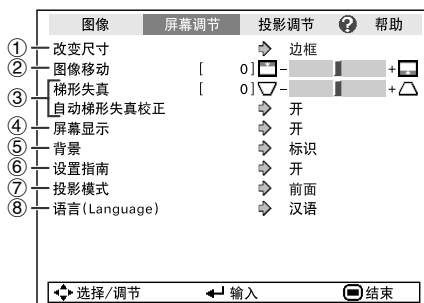 图像 屏幕调节 投影调节 ? 帮助
① 改变尺寸 边框
② 图像移动 [ 0] − +
③ 梯形失真 [ 0] − +
自动梯形失真校正 开
④ 屏幕显示 开
⑤ 背景 标识
⑥ 设置指南 开
⑦ 投影模式 前面
⑧ 语言(Language) 汉语
选择/调节 输入 结束